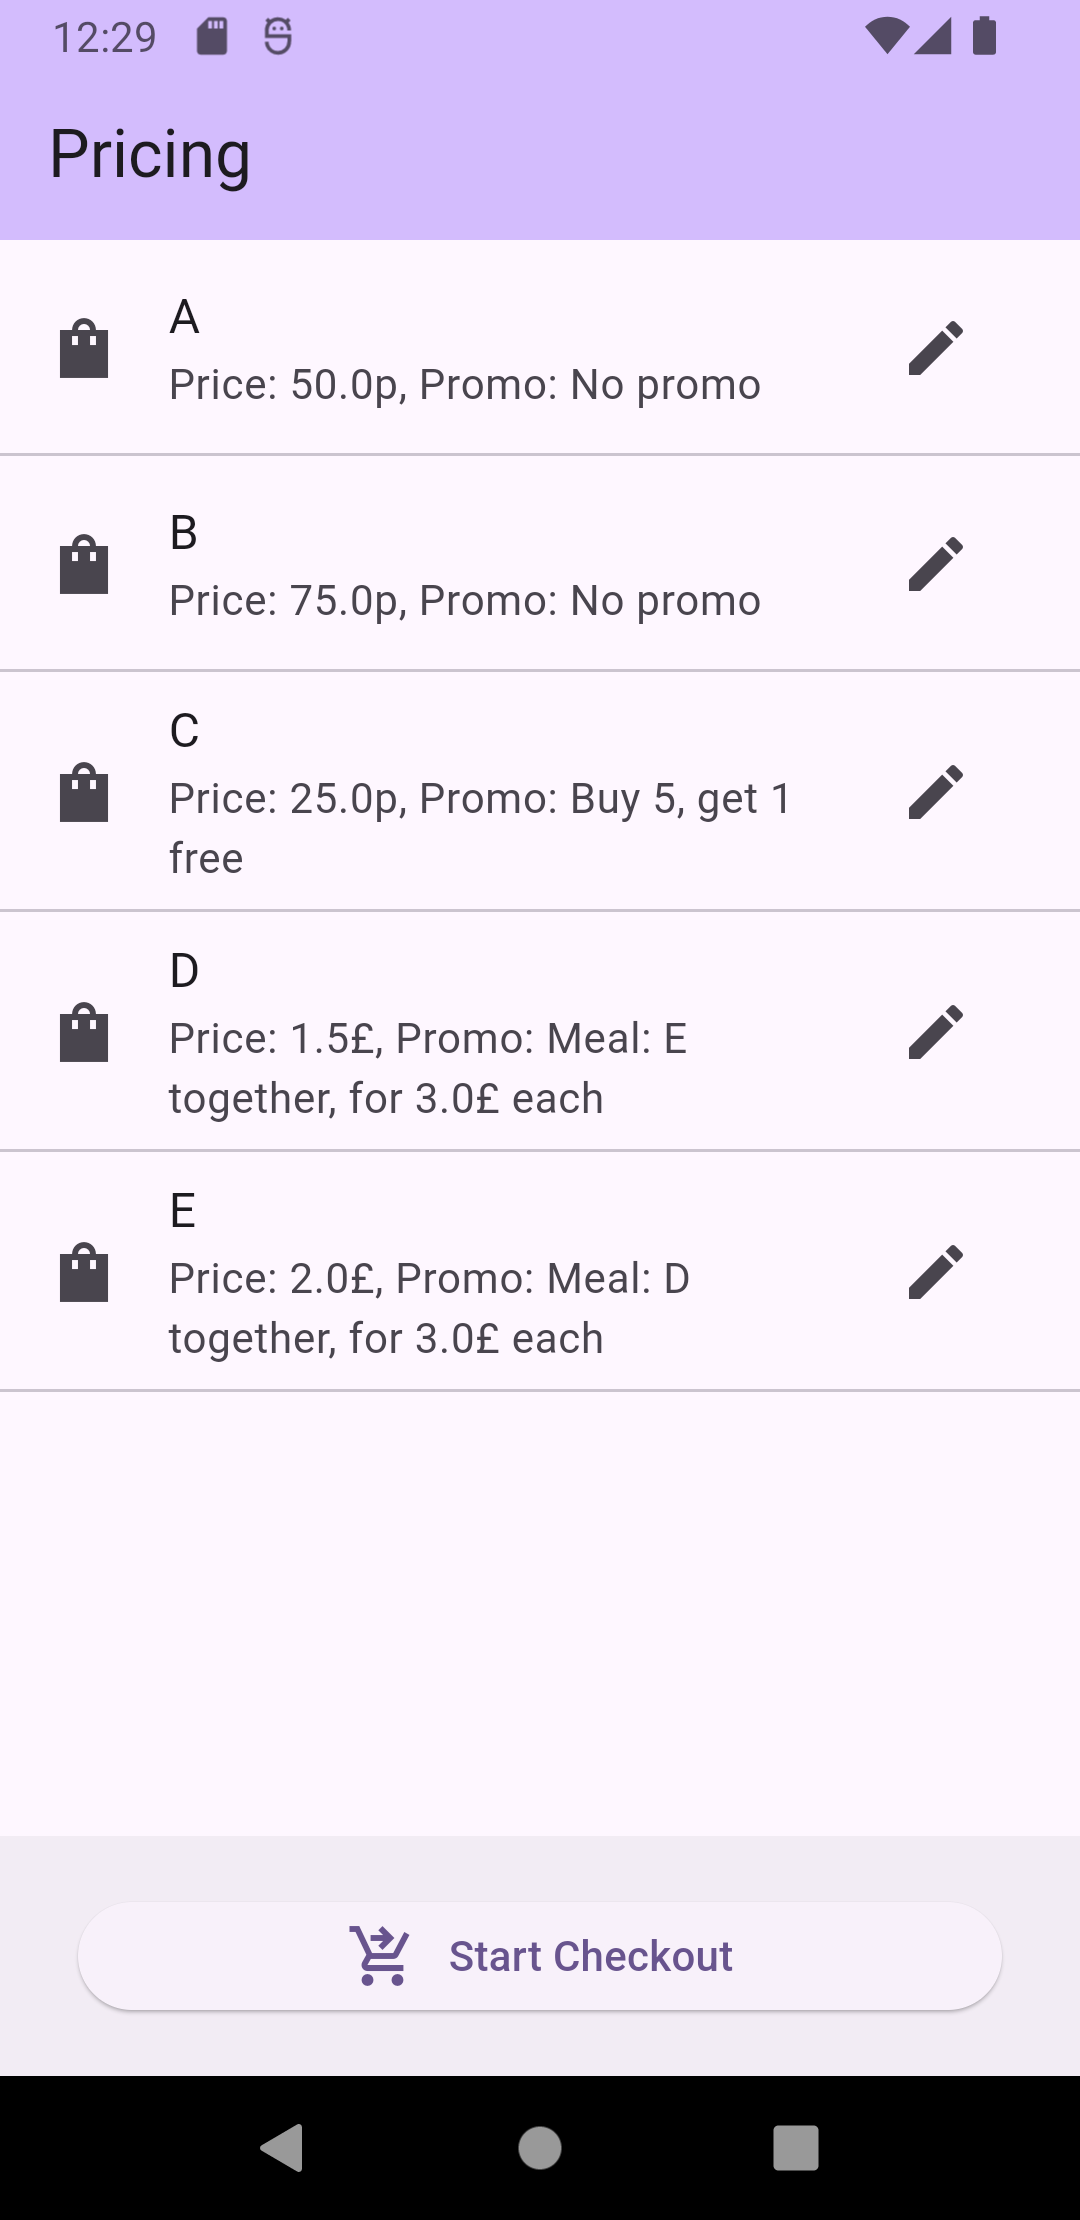 12:29
Pricing
A
Price: 50.0p, Promo: No promo
B
Price: 75.0p, Promo: No promo
C
Price: 25.0p, Promo: Buy 5, get 1
free
D
Price: 1.5£, Promo: Meal: E
together, for 3.0£ each
E
Price: 2.0£, Promo: Meal: D
together, for 3.0£ each
Start Checkout